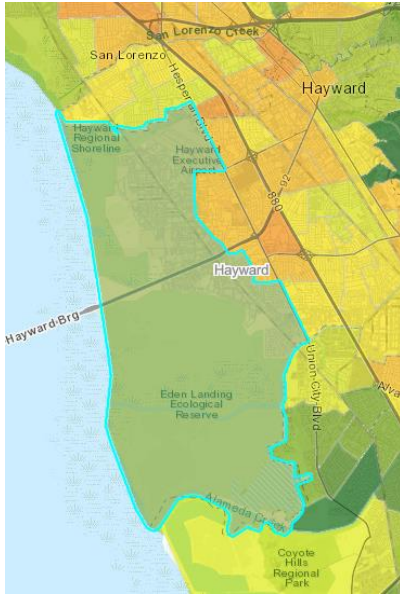 San Lorenzo Creek
San Lorenzo
Hesperian Blvd
Hayward
Hayward
Regional
Shoreline
Hayward
Executive
Airport
92
880
Hayward
Hayward Brg
Union City Blvd
Alva
Eden Landing
Ecological
Reserve
Alameda Creek
Coyote
Hills
Regional
Park